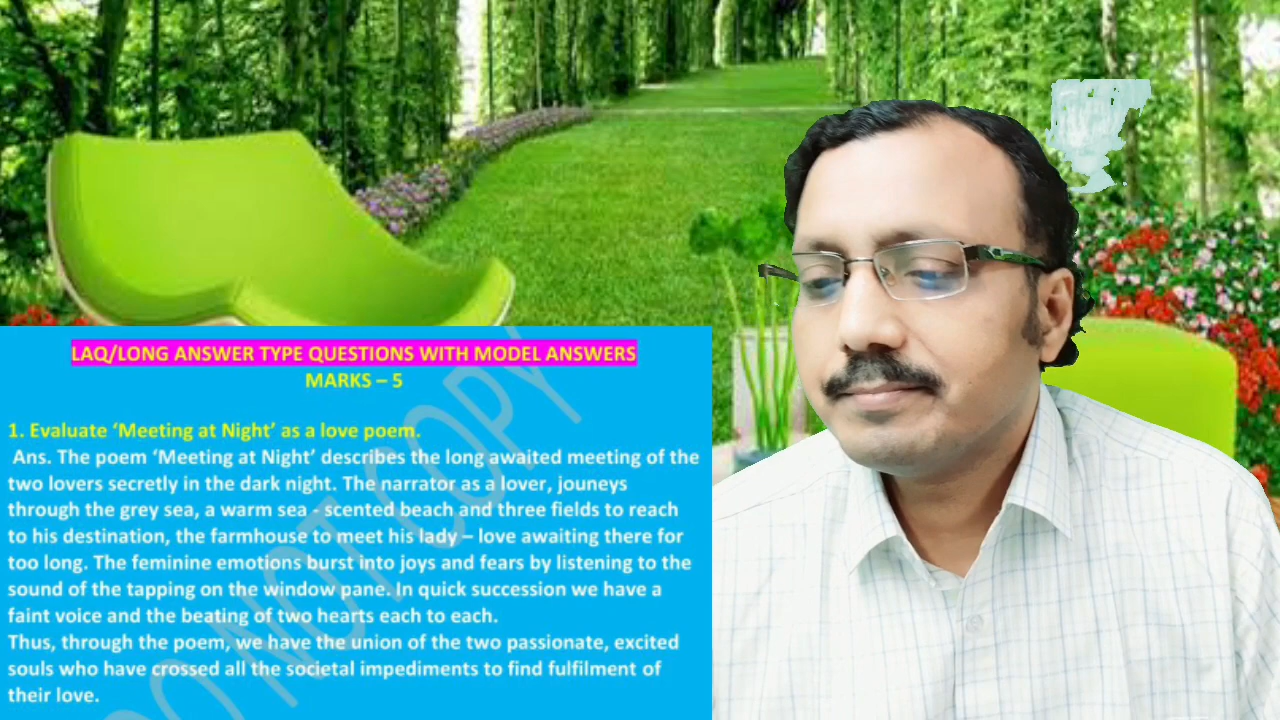 LAQ/LONG ANSWER TYPE QUESTIONS WITH MODEL ANSWERS
MARKS – 5
1. Evaluate ‘Meeting at Night’ as a love poem.
Ans. The poem ‘Meeting at Night’ describes the long awaited meeting of the
two lovers secretly in the dark night. The narrator as a lover, jouneys
through the grey sea, a warm sea - scented beach and three fields to reach
to his destination, the farmhouse to meet his lady – love awaiting there for
too long. The feminine emotions burst into joys and fears by listening to the
sound of the tapping on the window pane. In quick succession we have a
faint voice and the beating of two hearts each to each.
Thus, through the poem, we have the union of the two passionate, excited
souls who have crossed all the societal impediments to find fulfilment of
their love.
DO NOT COPY